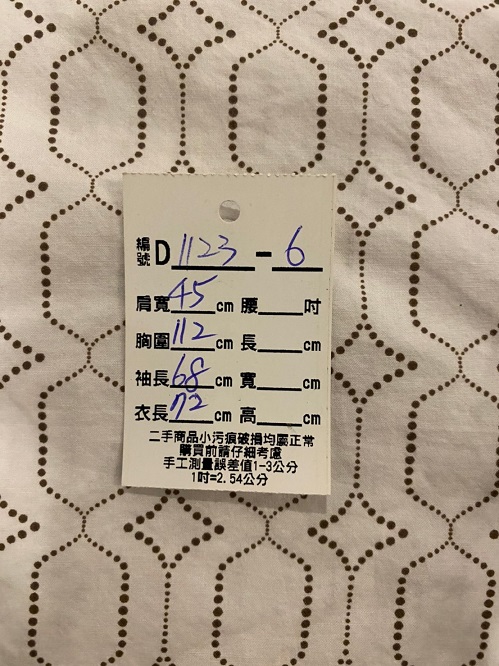 編號 D 1123 - 6
肩寬 45 cm 腰____吋
胸圍 112 cm 長____cm
袖長 68 cm 寬____cm
衣長 72 cm 高____cm
二手商品小污痕破損均屬正常
購買前請仔細考慮
手工測量誤差值1-3公分
1吋=2.54公分